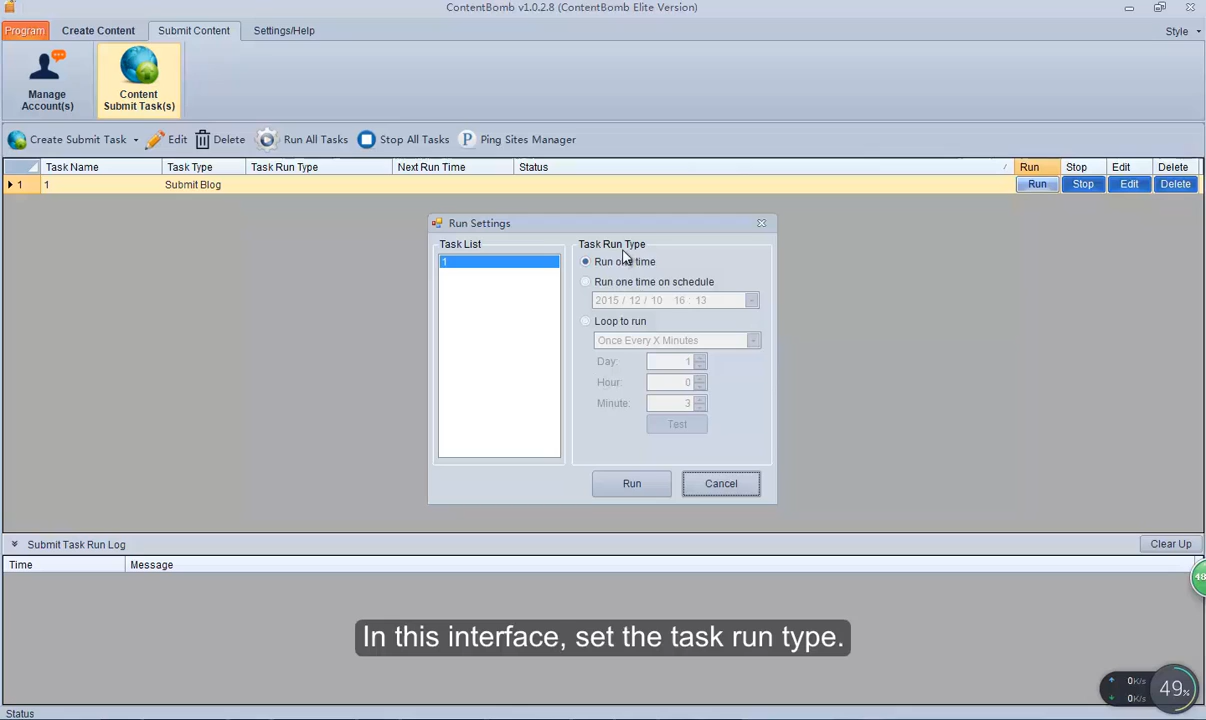 ContentBomb v1.0.2.8 (ContentBomb Elite Version)
Program Create Content Submit Content Settings/Help Style
Manage Account(s)
Content Submit Task(s)
Create Submit Task Edit Delete Run All Tasks Stop All Tasks P Ping Sites Manager
Task Name Task Type Task Run Type Next Run Time Status Run Stop Edit Delete
1 1 Submit Blog Run Stop Edit Delete
Run Settings
Task List
1
Task Run Type
Run one time
Run one time on schedule
2015 / 12 / 10 16 : 13
Loop to run
Once Every X Minutes
Day: 1
Hour: 0
Minute: 3
Test
Run Cancel
Submit Task Run Log Clear Up
Time Message
48
In this interface, set the task run type.
0K/s
0K/s
49%
Status